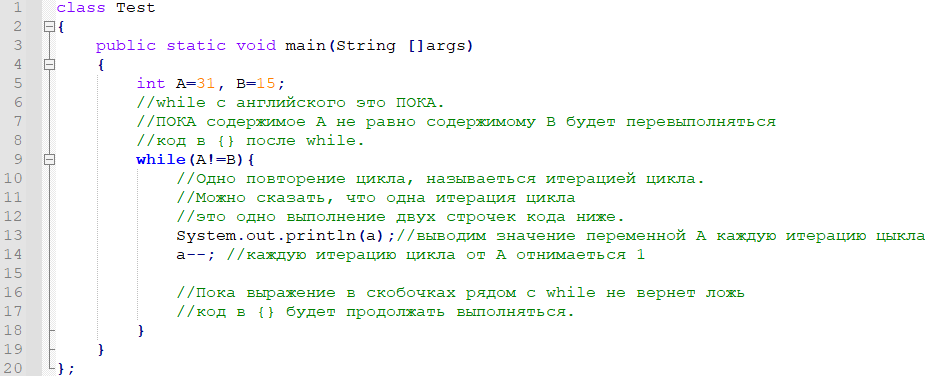 1 class Test
2 {
3 public static void main(String []args)
4 {
5 int A=31, B=15;
6 //while с английского это ПОКА.
7 //ПОКА содержимое А не равно содержимому В будет перевыполняться
8 //код в {} после while.
9 while(A!=B){
10 //Одно повторение цикла, называеться итерацией цикла.
11 //Можно сказать, что одна итерация цикла
12 //это одно выполнение двух строчек кода ниже.
13 System.out.println(a);//выводим значение переменной А каждую итерацию цыкла
14 a--; //каждую итерацию цикла от А отнимаеться 1
15
16 //Пока выражение в скобочках рядом с while не вернет ложь
17 //код в {} будет продолжать выполняться.
18 }
19 }
20 };